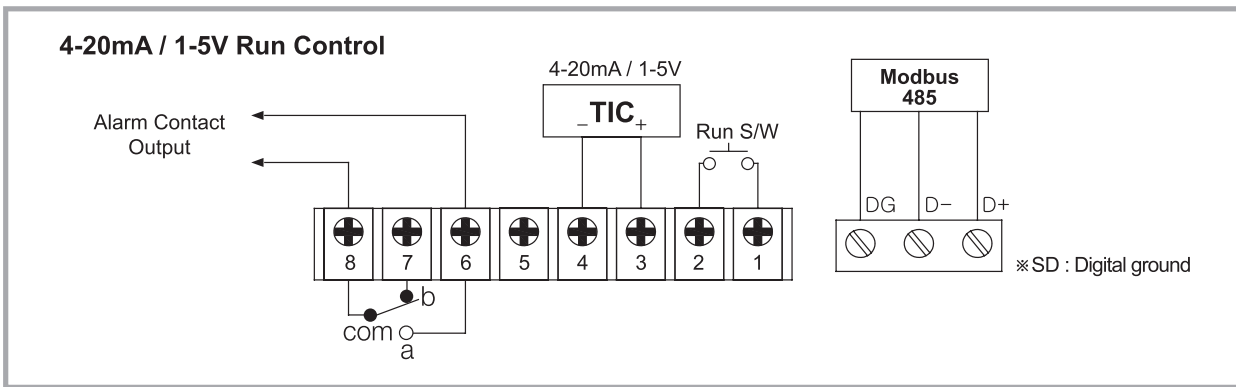 4-20mA / 1-5V Run Control
4-20mA / 1-5V
TIC
− +
Alarm Contact
Output
Run S/W
Modbus
485
DG D− D+
8 7 6 5 4 3 2 1
※SD : Digital ground
b
com
a